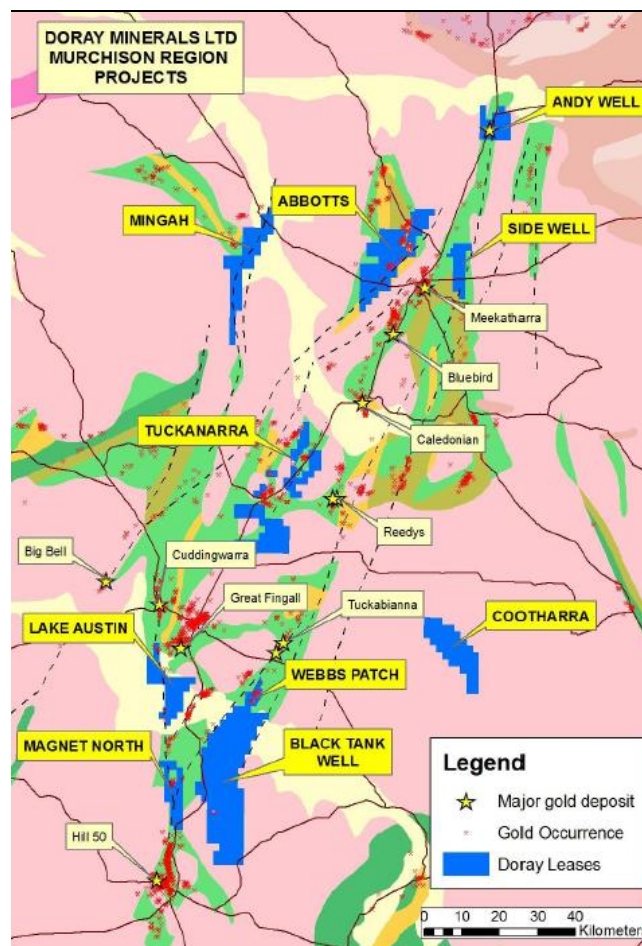 DORAY MINERALS LTD
MURCHISON REGION
PROJECTS
ANDY WELL
ABBOTTS
MINGAH
SIDE WELL
Meekatharra
Bluebird
TUCKANARRA
Caledonian
Reedys
Big Bell
Cuddingwarra
Great Fingall
Tuckabianna
COOTHARRA
LAKE AUSTIN
WEBBS PATCH
MAGNET NORTH
BLACK TANK
WELL
Hill 50
Legend
Major gold deposit
Gold Occurrence
Doray Leases
0 10 20 30 40
Kilometer